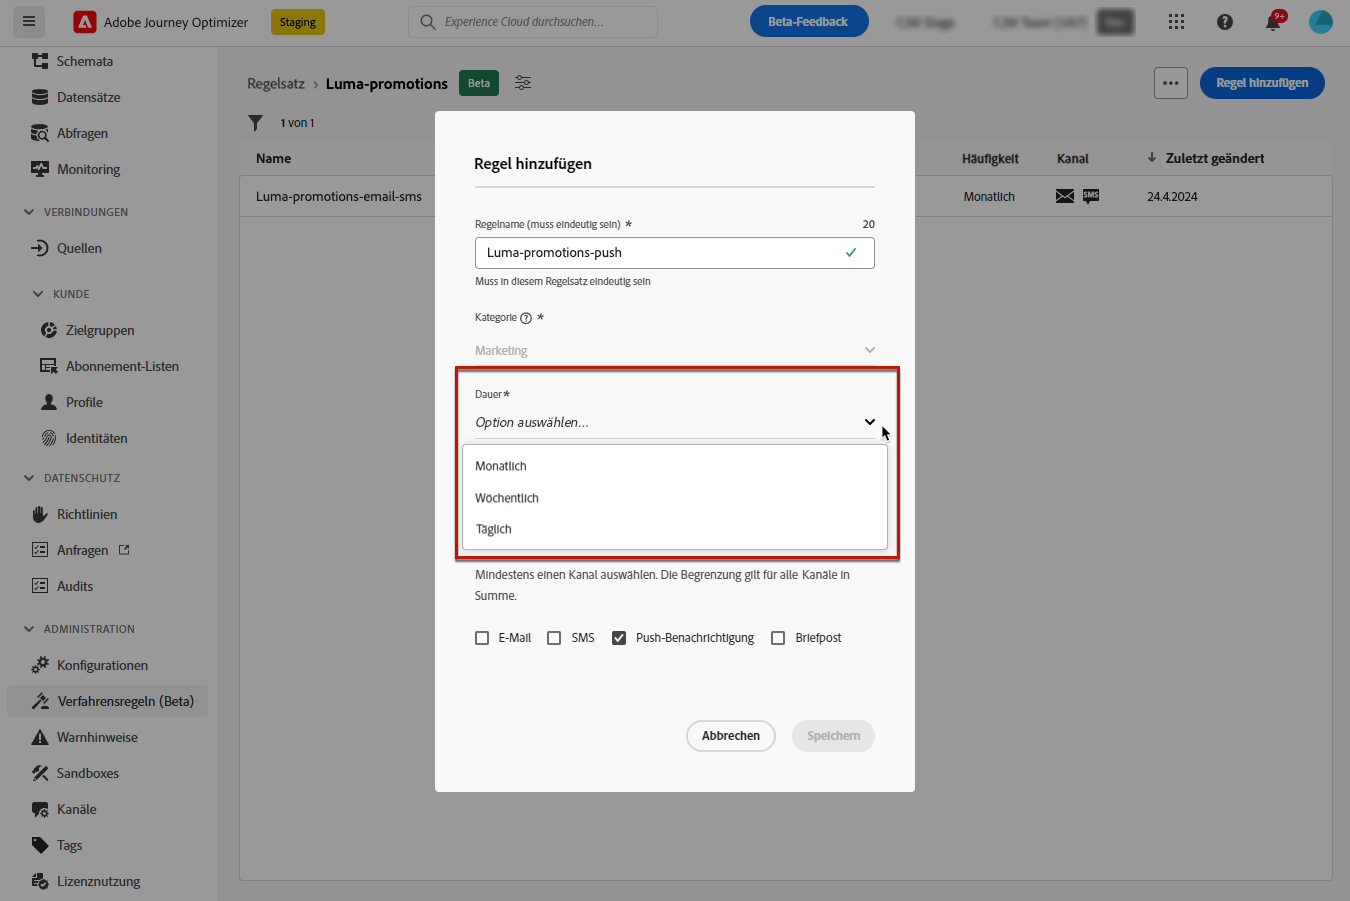 Adobe Journey Optimizer
Staging
Experience Cloud durchsuchen...
Beta-Feedback
9+
Schemata
Datensätze
Abfragen
Monitoring
VERBINDUNGEN
Quellen
KUNDE
Zielgruppen
Abonnement-Listen
Profile
Identitäten
DATENSCHUTZ
Richtlinien
Anfragen
Audits
ADMINISTRATION
Konfigurationen
Verfahrensregeln (Beta)
Warnhinweise
Sandboxes
Kanäle
Tags
Lizenznutzung
Regelsatz › Luma-promotions Beta
Regel hinzufügen
1 von 1
Name Häufigkeit Kanal Zuletzt geändert
Luma-promotions-email-sms Monatlich SMS 24.4.2024
Regel hinzufügen
Regelname (muss eindeutig sein) * 20
Luma-promotions-push
Muss in diesem Regelsatz eindeutig sein
Kategorie ? *
Marketing
Dauer*
Option auswählen...
Monatlich
Wöchentlich
Täglich
Mindestens einen Kanal auswählen. Die Begrenzung gilt für alle Kanäle in
Summe.
E-Mail SMS Push-Benachrichtigung Briefpost
Abbrechen Speichern